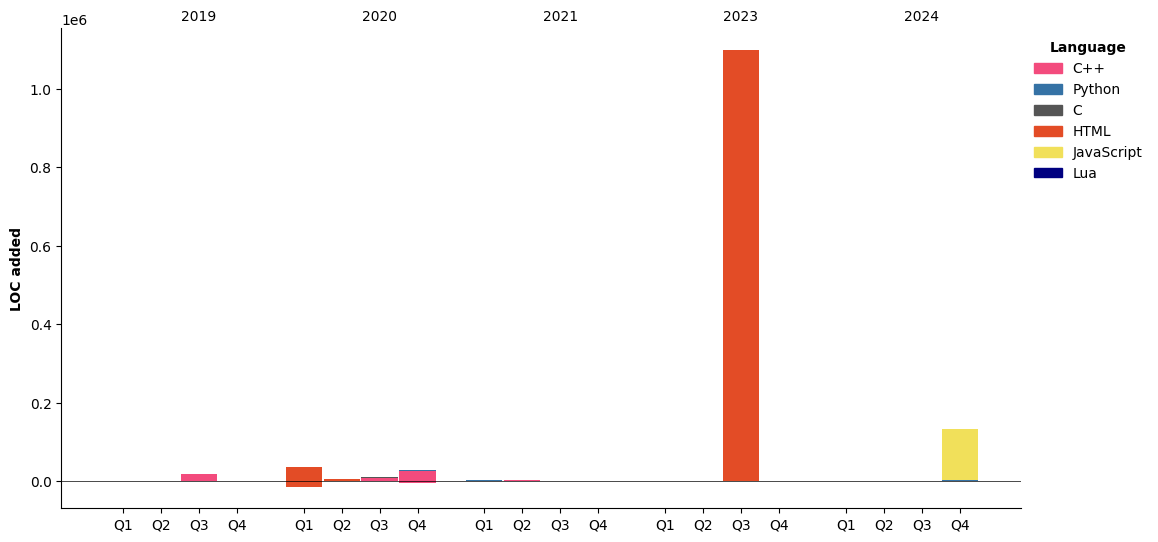 2019 2020 2021 2023 2024
1e6
Language
C++
Python
C
HTML
JavaScript
Lua
LOC added
1.0
0.8
0.6
0.4
0.2
0.0
Q1 Q2 Q3 Q4 Q1 Q2 Q3 Q4 Q1 Q2 Q3 Q4 Q1 Q2 Q3 Q4 Q1 Q2 Q3 Q4